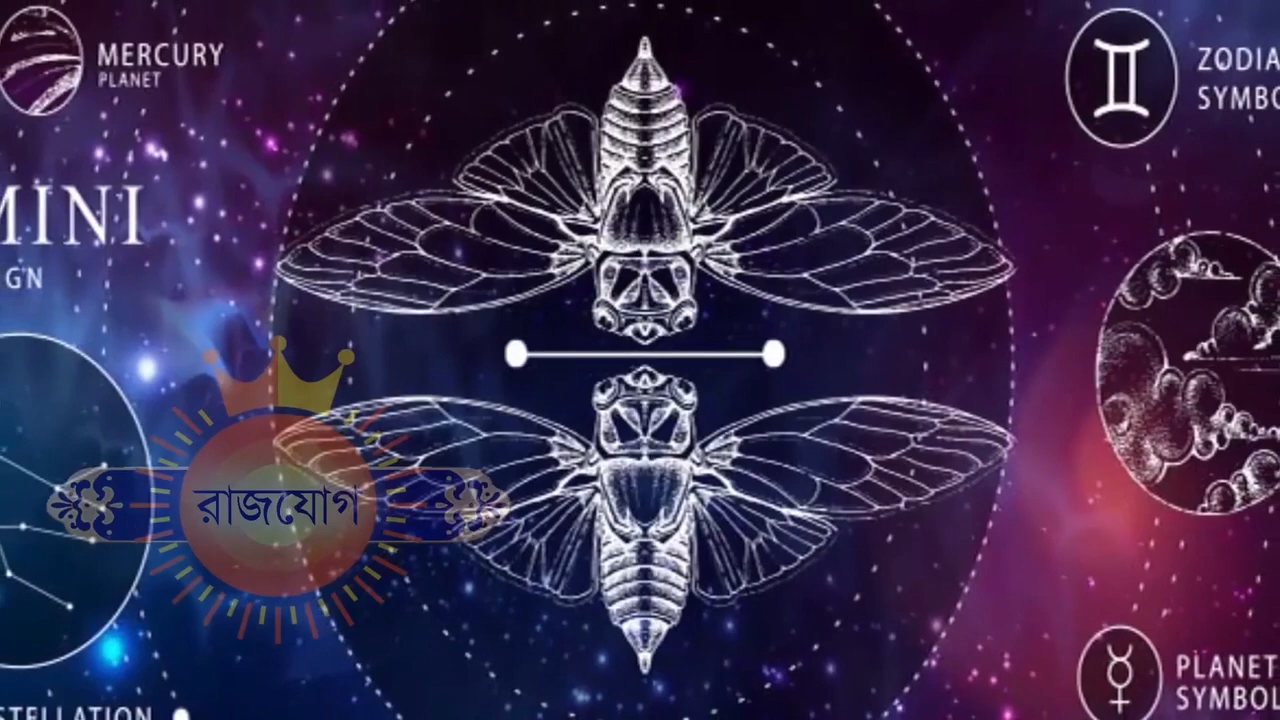 MERCURY
PLANET
MINI
GN
রাজযোগ
STELLATION
ZODIA
SYMBO
PLANET
SYMBOL